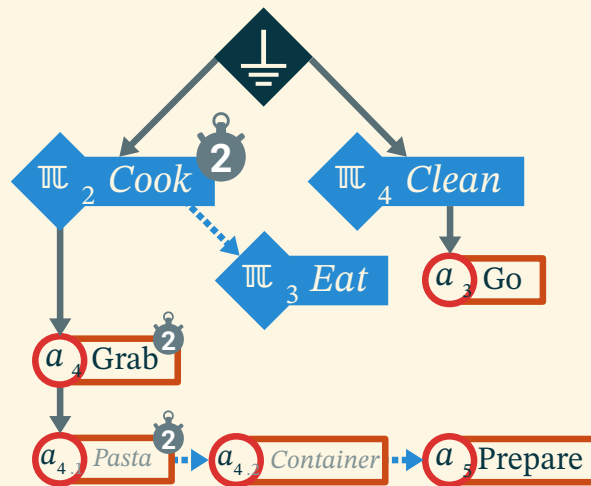 2
ℼ 2 Cook
ℼ 4 Clean
ℼ 3 Eat
a 3 Go
2
a 4 Grab
2
a 4.1 Pasta
a 4.2 Container
a 5 Prepare